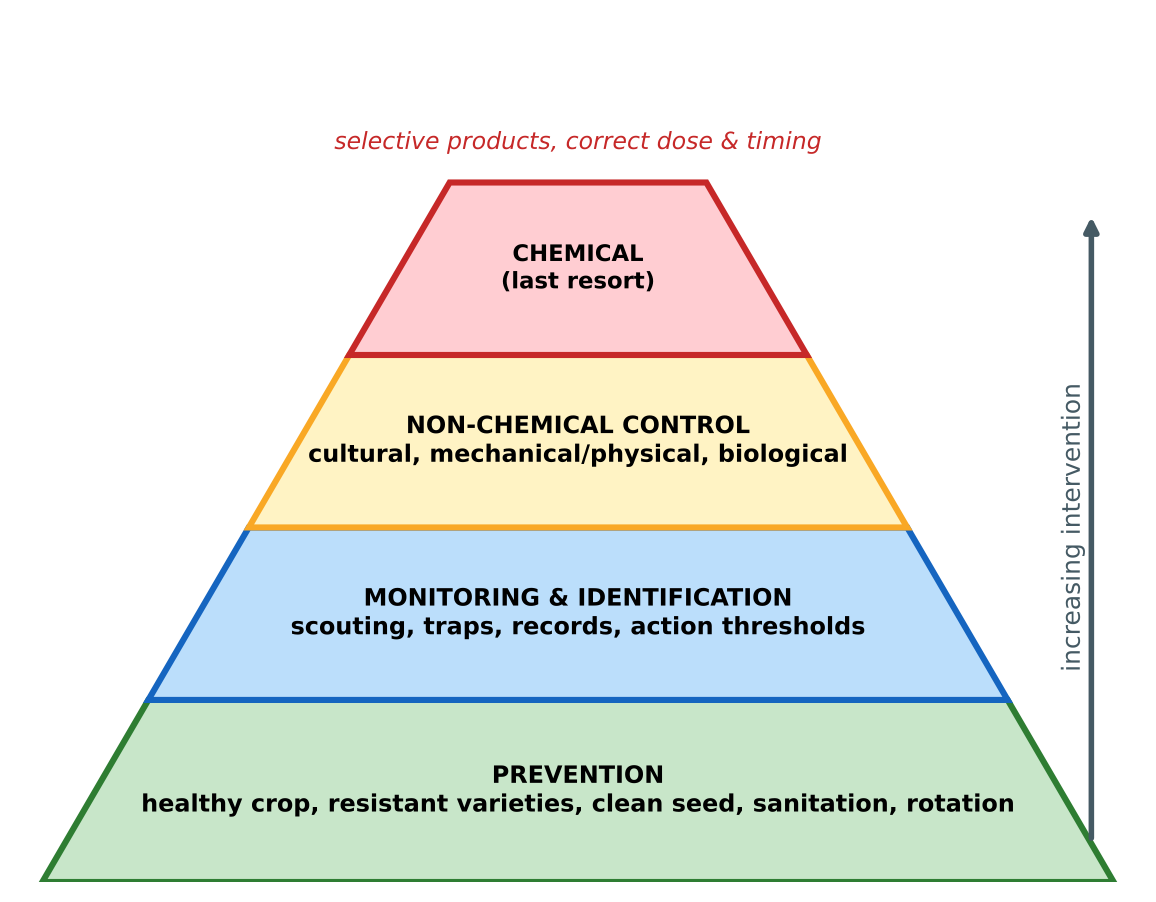 selective products, correct dose & timing
CHEMICAL
(last resort)
NON-CHEMICAL CONTROL
cultural, mechanical/physical, biological
MONITORING & IDENTIFICATION
scouting, traps, records, action thresholds
PREVENTION
healthy crop, resistant varieties, clean seed, sanitation, rotation
increasing intervention